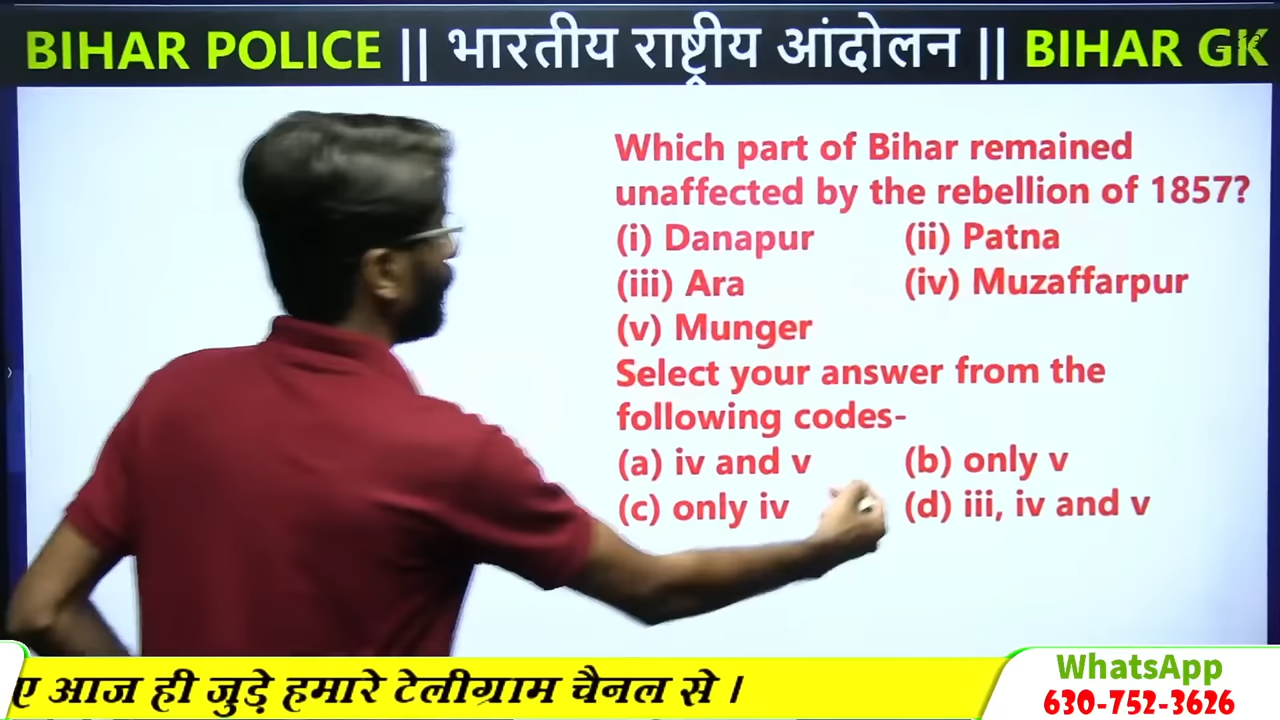 BIHAR POLICE || भारतीय राष्ट्रीय आंदोलन || BIHAR GK
Which part of Bihar remained
unaffected by the rebellion of 1857?
(i) Danapur (ii) Patna
(iii) Ara (iv) Muzaffarpur
(v) Munger
Select your answer from the
following codes-
(a) iv and v (b) only v
(c) only iv (d) iii, iv and v
ए आज ही जुड़े हमारे टेलीग्राम चैनल से ।
WhatsApp
630-752-3626